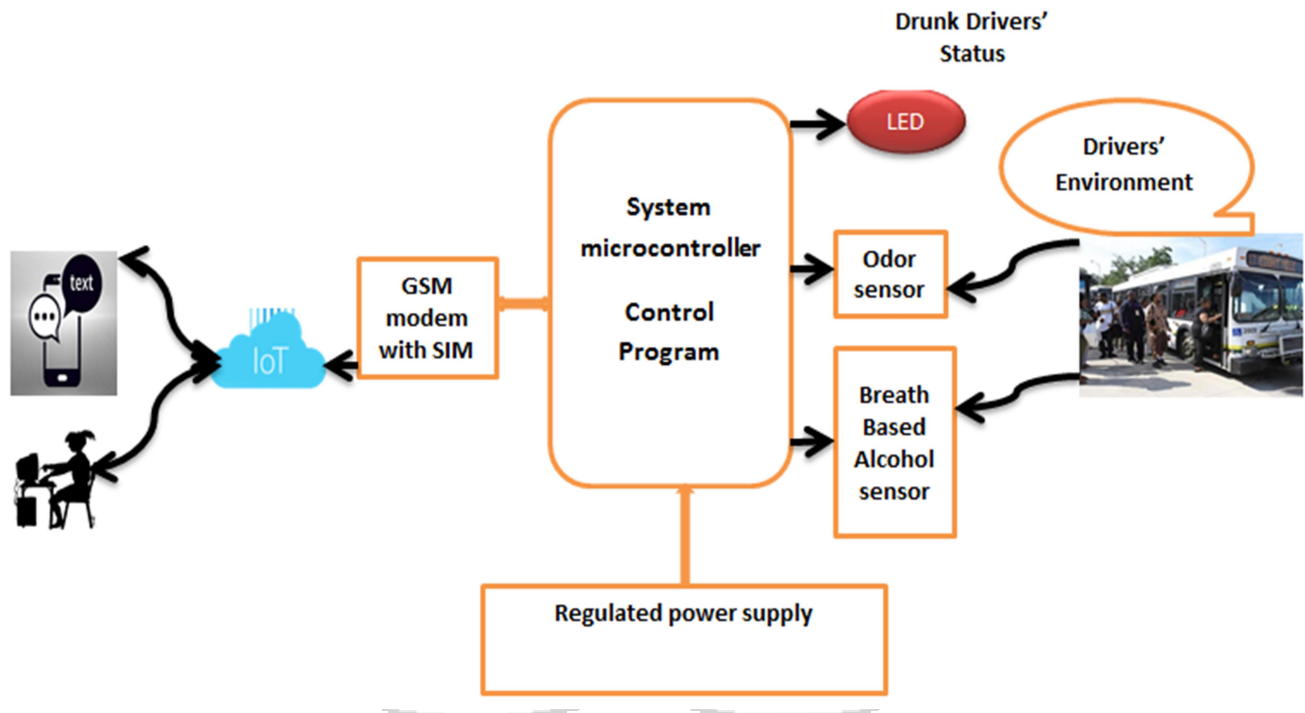 Drunk Drivers'
Status
LED
Drivers'
Environment
System
microcontroller
Control
Program
Odor
sensor
GSM
modem
with SIM
text
IoT
Breath
Based
Alcohol
sensor
Regulated power supply